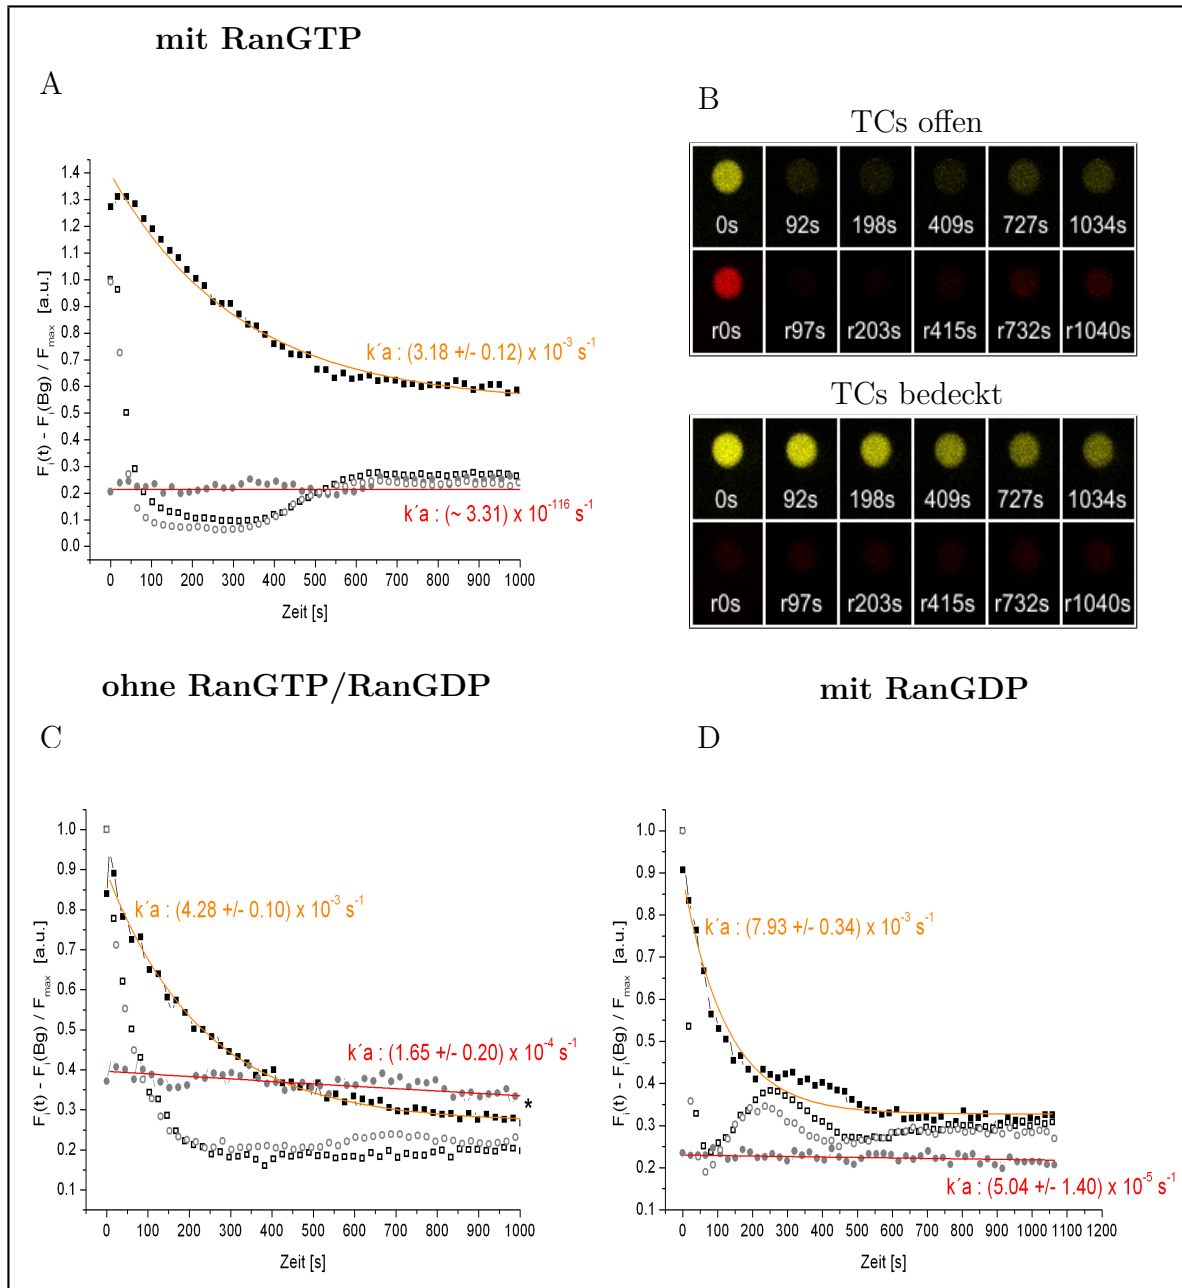 mit RanGTP
A
1.4
1.3
1.2
1.1
1.0
0.9
0.8
0.7
0.6
0.5
0.4
0.3
0.2
0.1
0.0
F_i(t) - F_i(Bg) / F_max [a.u.]
k´a : (3.18 +/- 0.12) x 10^-3 s^-1
k´a : (~ 3.31) x 10^-116 s^-1
0 100 200 300 400 500 600 700 800 900 1000
Zeit [s]
B
TCs offen
0s 92s 198s 409s 727s 1034s
r0s r97s r203s r415s r732s r1040s
TCs bedeckt
0s 92s 198s 409s 727s 1034s
r0s r97s r203s r415s r732s r1040s
ohne RanGTP/RanGDP
C
1.0
0.9
0.8
0.7
0.6
0.5
0.4
0.3
0.2
0.1
F_i(t) - F_i(Bg) / F_max [a.u.]
k´a : (4.28 +/- 0.10) x 10^-3 s^-1
k´a : (1.65 +/- 0.20) x 10^-4 s^-1
*
0 100 200 300 400 500 600 700 800 900 1000
Zeit [s]
mit RanGDP
D
1.0
0.9
0.8
0.7
0.6
0.5
0.4
0.3
0.2
0.1
F_i(t) - F_i(Bg) / F_max [a.u.]
k´a : (7.93 +/- 0.34) x 10^-3 s^-1
k´a : (5.04 +/- 1.40) x 10^-5 s^-1
0 100 200 300 400 500 600 700 800 900 1000 1100 1200
Zeit [s]